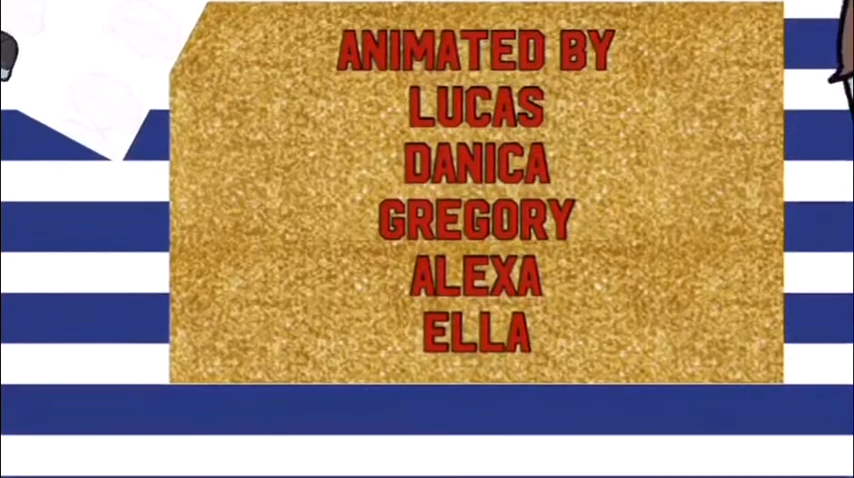 ANIMATED BY
LUCAS
DANICA
GREGORY
ALEXA
ELLA